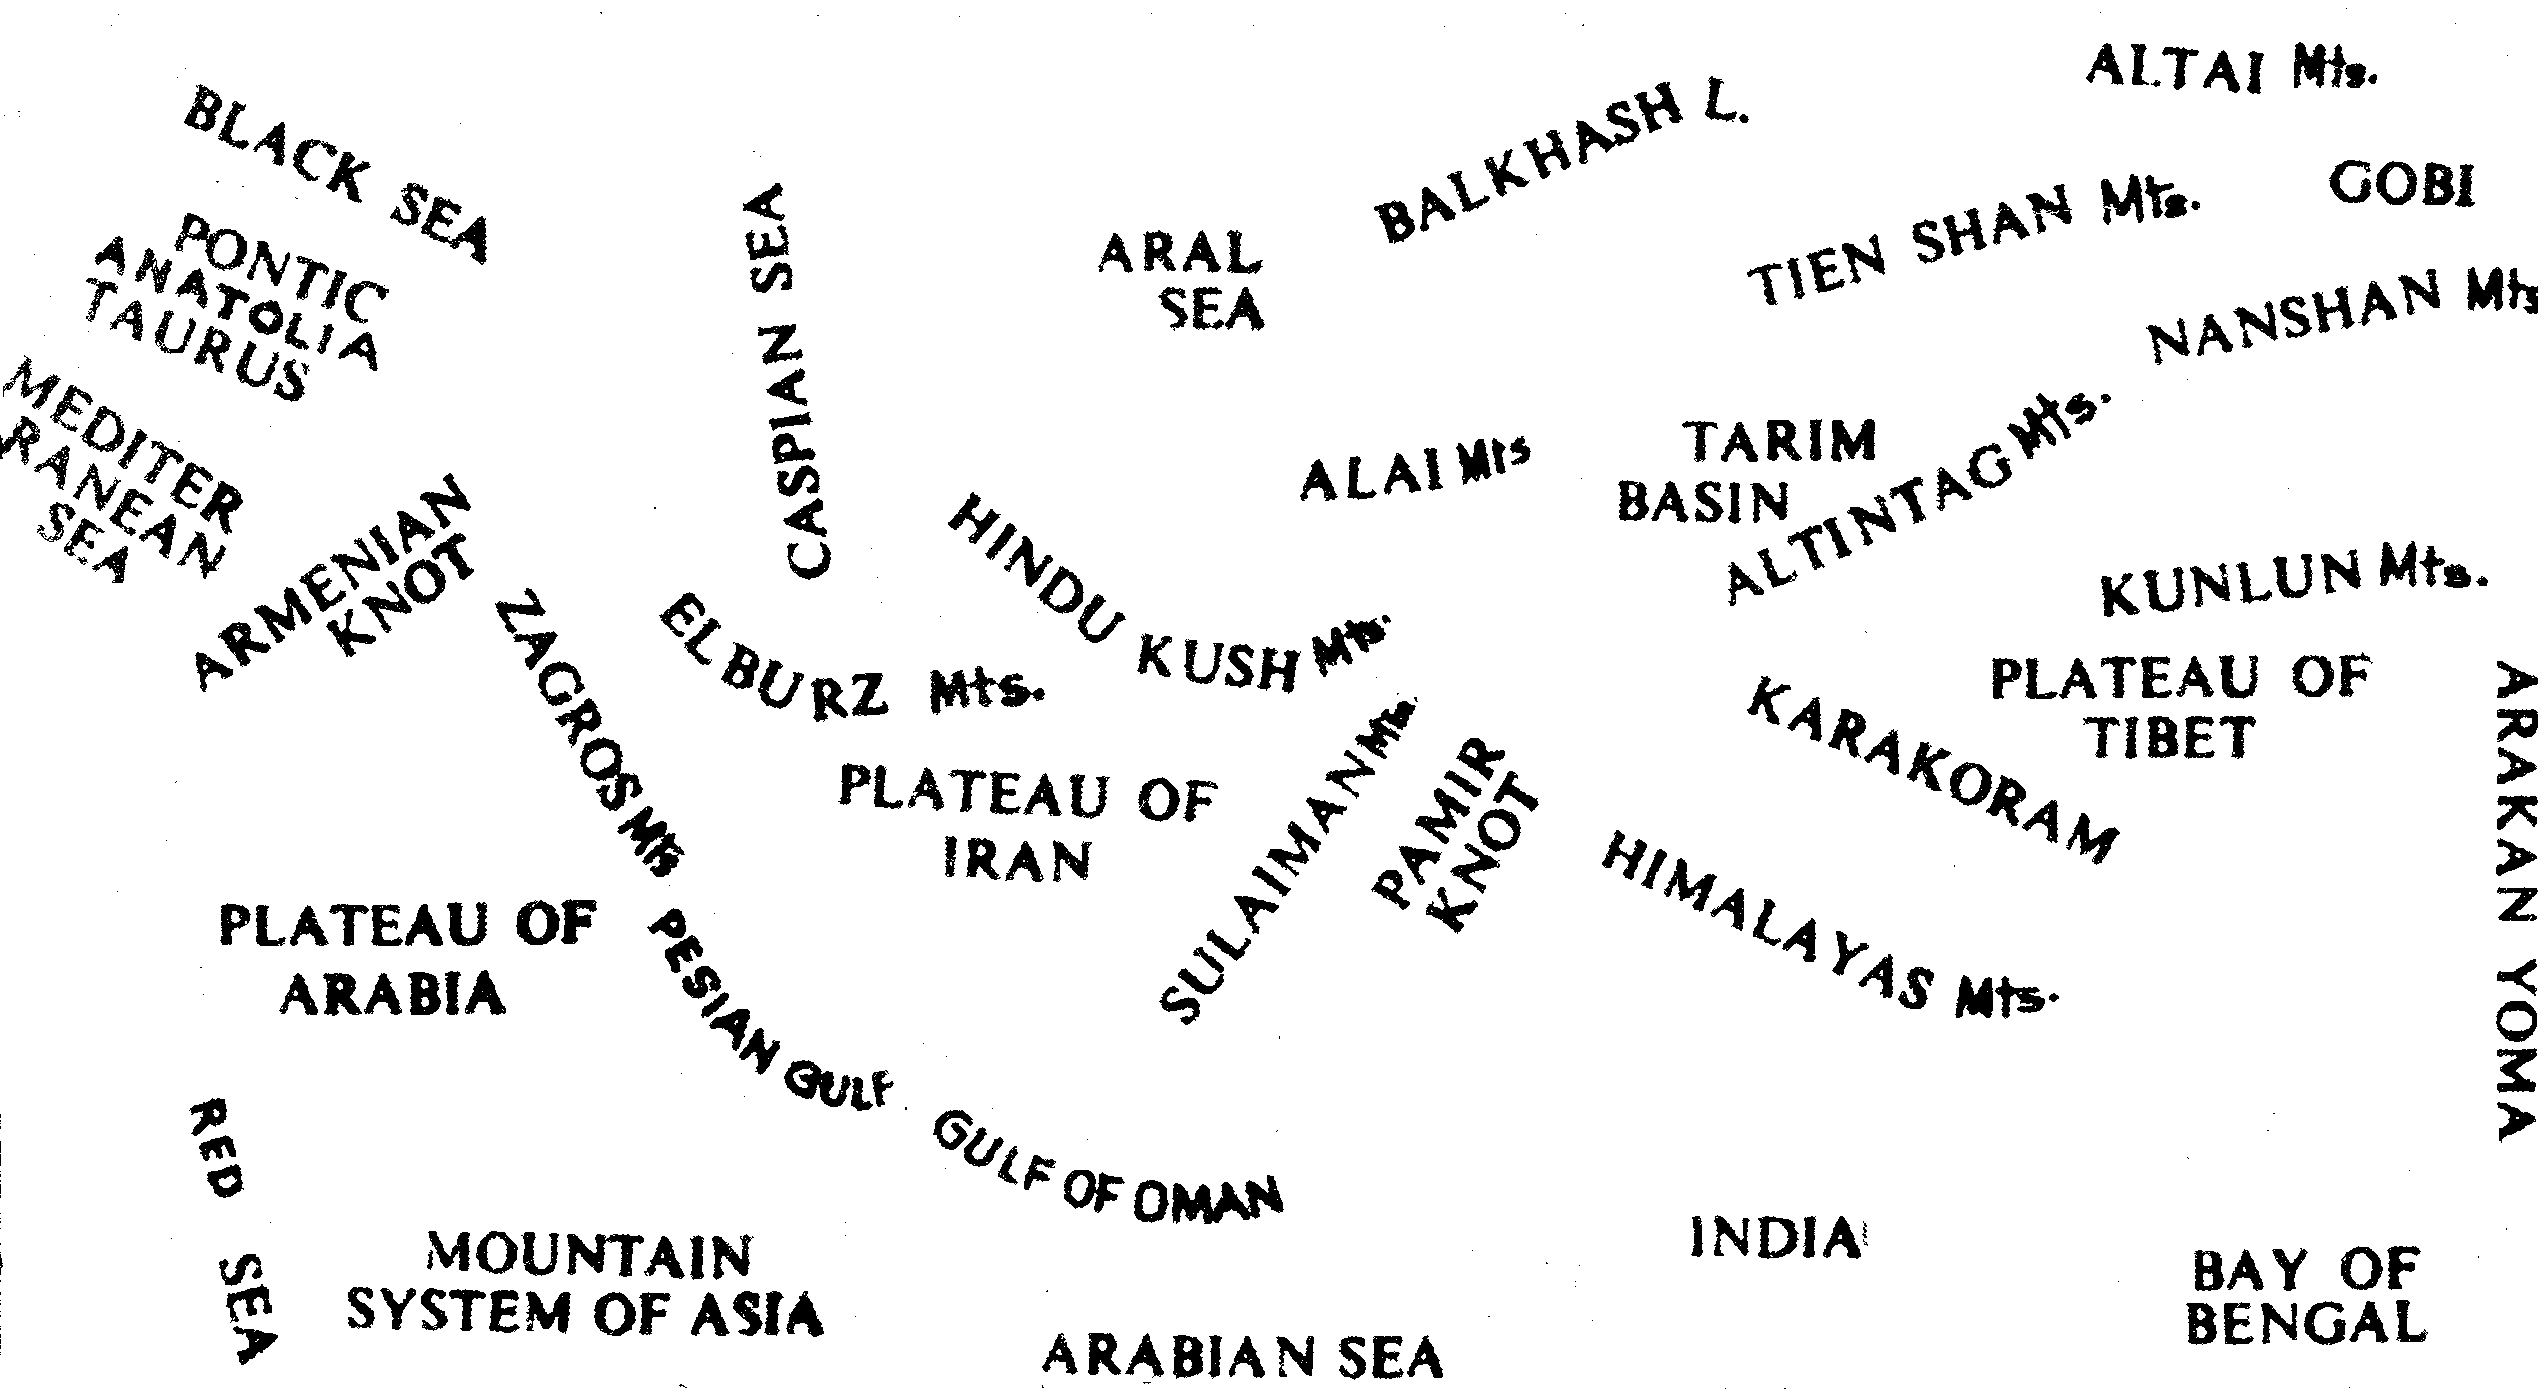 ALTAI Mts.
BLACK SEA
BALKHASH L.
GOBI
TIEN SHAN Mts.
PONTIC
ANATOLIA
TAURUS
CASPIAN SEA
ARAL
SEA
NANSHAN Mts
MEDITER
RANEAN
SEA
ALAI Mts
TARIM
BASIN
ALTINTAG Mts.
ARMENIAN
KNOT
HINDU KUSH Mts.
KUNLUN Mts.
ZAGROS Mts
ELBURZ Mts.
PLATEAU OF
TIBET
KARAKORAM
ARAKAN YOMA
PLATEAU OF
IRAN
SULAIMAN Mts
PAMIR
KNOT
HIMALAYAS Mts.
PLATEAU OF
ARABIA
PESIAN GULF
GULF OF OMAN
RED SEA
MOUNTAIN
SYSTEM OF ASIA
INDIA
BAY OF
BENGAL
ARABIAN SEA